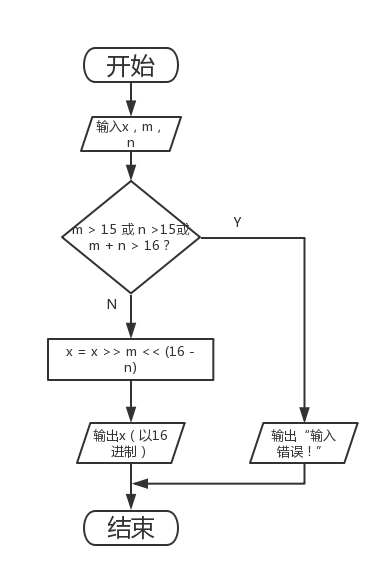 开始
输入x，m，
n
m > 15 或 n >15或
m + n > 16 ?
Y
N
x = x >> m << (16 -
n)
输出x（以16
进制）
输出“输入
错误！”
结束